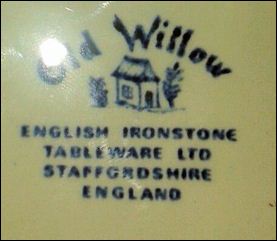 Old Willow
ENGLISH IRONSTONE
TABLEWARE LTD
STAFFORDSHIRE
ENGLAND